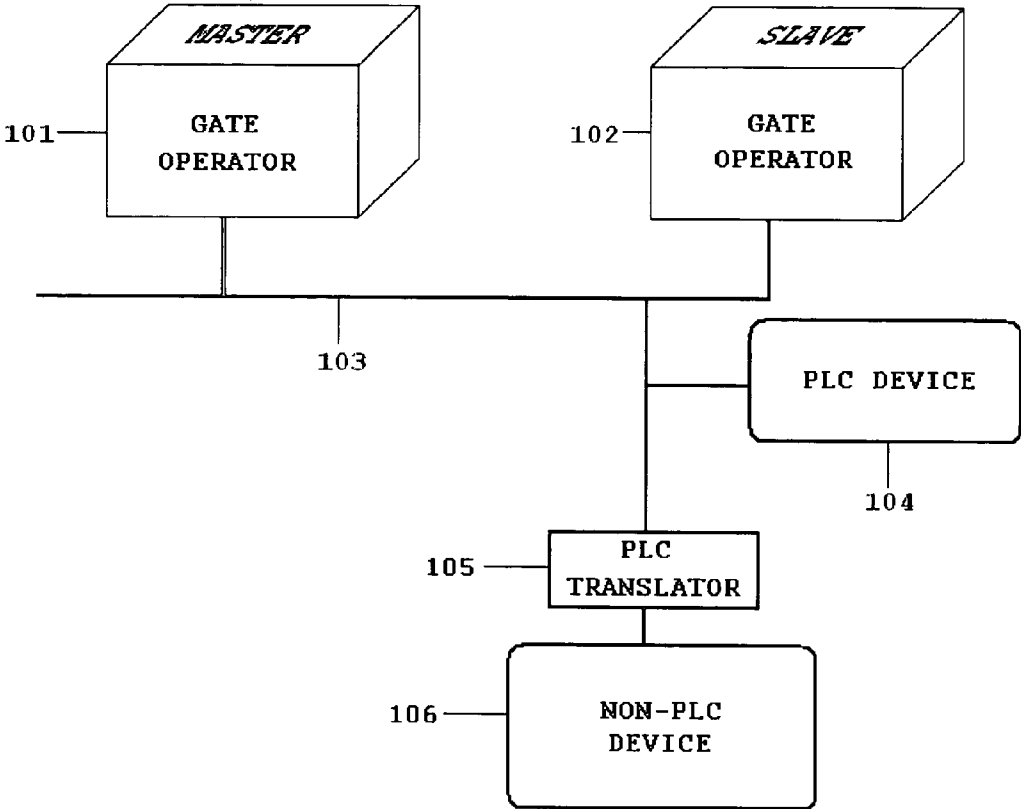 MASTER
SLAVE
101
GATE
OPERATOR
102
GATE
OPERATOR
103
PLC DEVICE
104
105
PLC
TRANSLATOR
106
NON-PLC
DEVICE